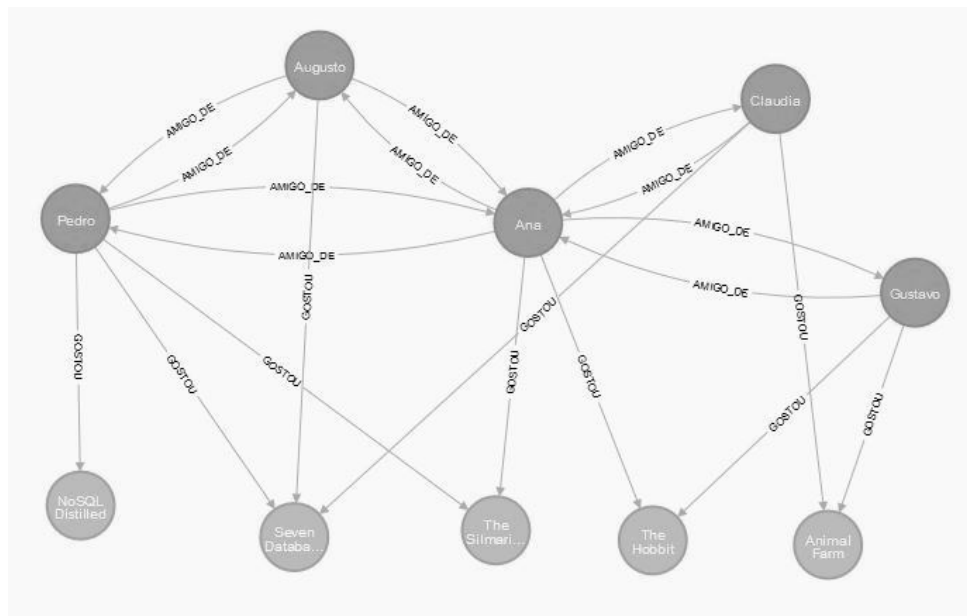 Augusto
Claudia
AMIGO_DE
AMIGO_DE
AMIGO_DE
AMIGO_DE
AMIGO_DE
AMIGO_DE
AMIGO_DE
Pedro
Ana
AMIGO_DE
AMIGO_DE
AMIGO_DE
Gustavo
GOSTOU
GOSTOU
GOSTOU
GOSTOU
GOSTOU
GOSTOU
GOSTOU
GOSTOU
GOSTOU
GOSTOU
NoSQL
Distilled
Seven
Databa...
The
Silmari...
The
Hobbit
Animal
Farm